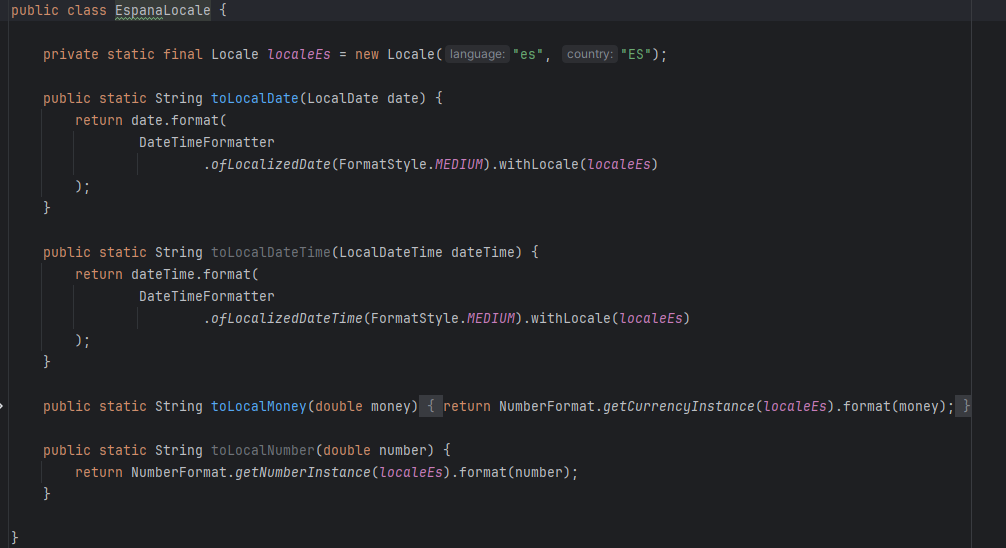 public class EspanaLocale {
private static final Locale localeEs = new Locale( language: "es", country: "ES");
public static String toLocalDate(LocalDate date) {
return date.format(
DateTimeFormatter
.ofLocalizedDate(FormatStyle.MEDIUM).withLocale(localeEs)
);
}
public static String toLocalDateTime(LocalDateTime dateTime) {
return dateTime.format(
DateTimeFormatter
.ofLocalizedDateTime(FormatStyle.MEDIUM).withLocale(localeEs)
);
}
public static String toLocalMoney(double money) { return NumberFormat.getCurrencyInstance(localeEs).format(money); }
public static String toLocalNumber(double number) {
return NumberFormat.getNumberInstance(localeEs).format(number);
}
}